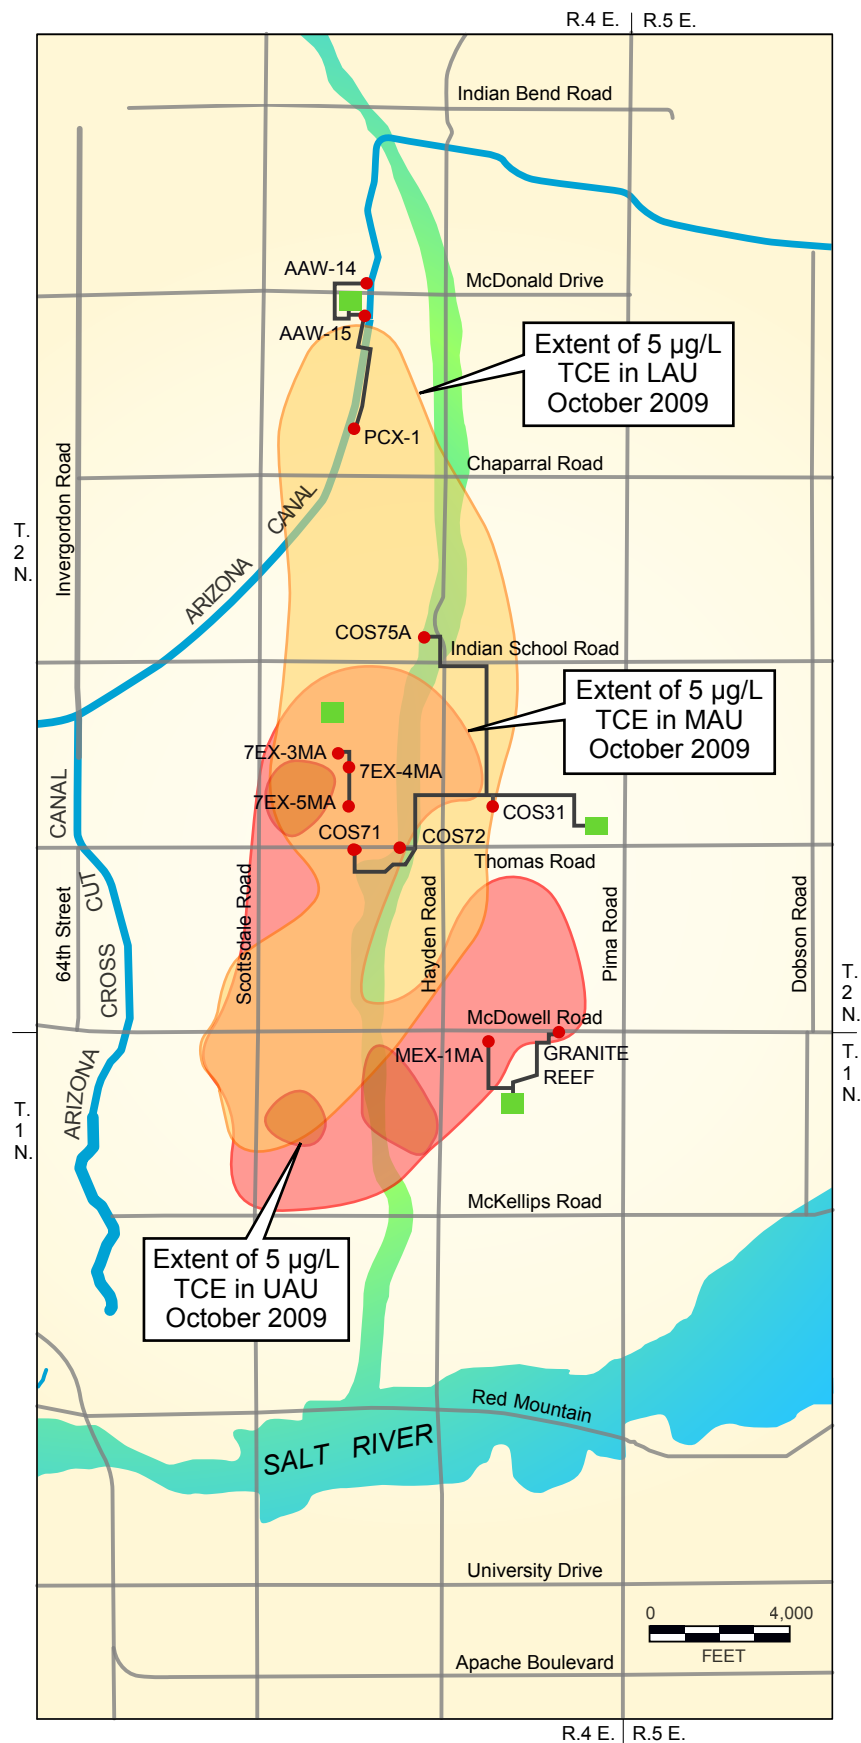 R.4 E. R.5 E.
Indian Bend Road
AAW-14
McDonald Drive
AAW-15
Extent of 5 µg/L
TCE in LAU
October 2009
PCX-1
Chaparral Road
Invergordon Road
ARIZONA CANAL
T.
2
N.
COS75A
Indian School Road
Extent of 5 µg/L
TCE in MAU
October 2009
7EX-3MA
7EX-4MA
7EX-5MA
COS31
COS71
COS72
Thomas Road
ARIZONA CROSS CUT CANAL
64th Street
Scottsdale Road
Hayden Road
Pima Road
Dobson Road
T.
2
N.
McDowell Road
MEX-1MA
GRANITE
REEF
T.
1
N.
T.
1
N.
McKellips Road
Extent of 5 µg/L
TCE in UAU
October 2009
Red Mountain
SALT RIVER
University Drive
0 4,000
FEET
Apache Boulevard
R.4 E. R.5 E.